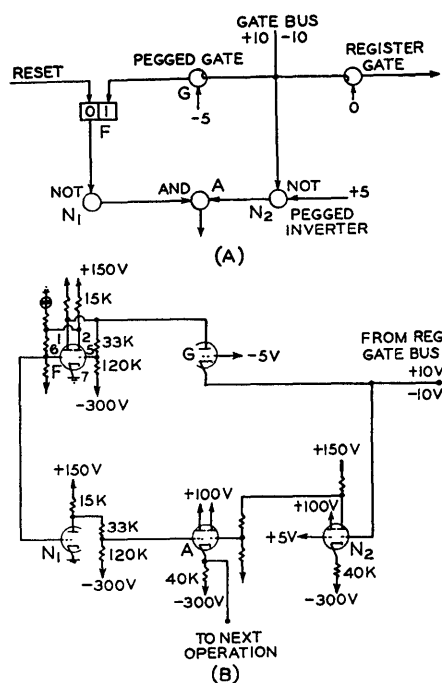 GATE BUS
+10 -10
PEGGED GATE
REGISTER
GATE
RESET
0 1
F
G
-5
0
NOT
N1
AND
A
NOT
N2
+5
PEGGED
INVERTER
(A)
+150V
15K
1
2
6
5
7
F
33K
120K
-300V
G
-5V
FROM REG
GATE BUS
+10V
-10V
+150V
15K
N1
33K
120K
-300V
+100V
A
40K
-300V
+150V
+100V
+5V
N2
40K
-300V
TO NEXT
OPERATION
(B)